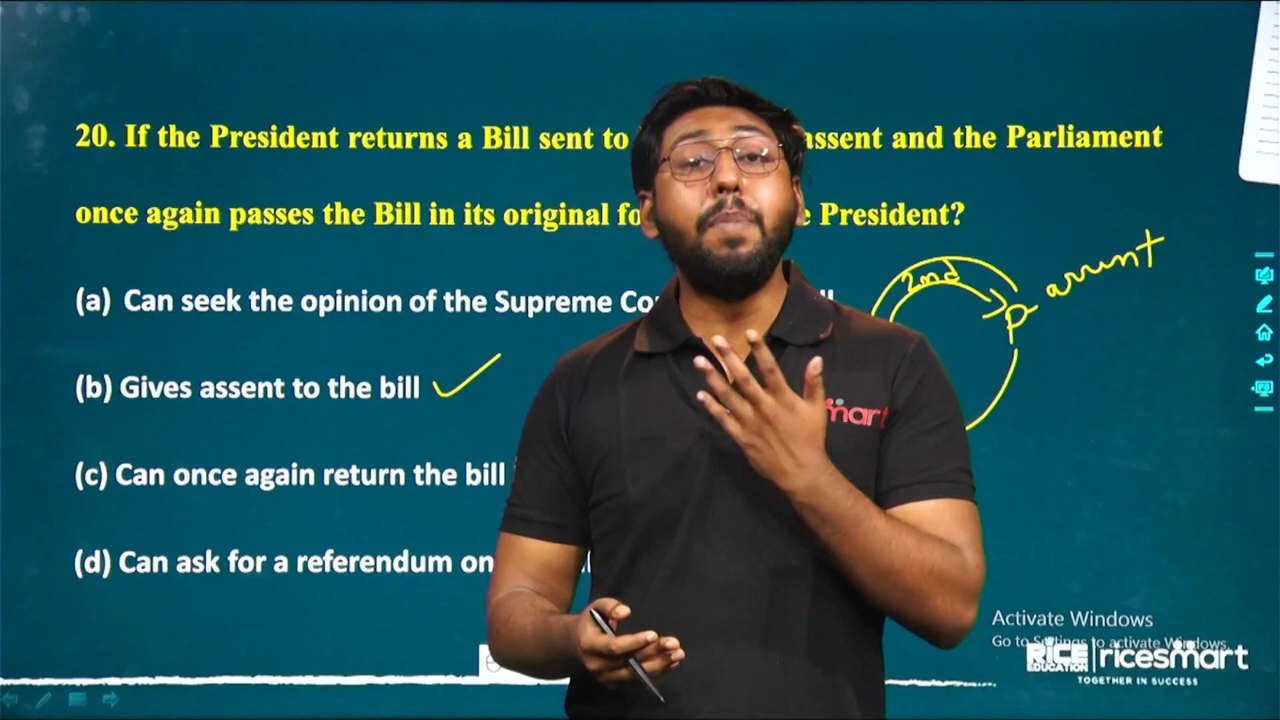 20. If the President returns a Bill sent to assent and the Parliament
once again passes the Bill in its original President?
(a) Can seek the opinion of the Supreme
(b) Gives assent to the bill
2nd
P
(c) Can once again return the bill
(d) Can ask for a referendum on
mart
Activate Windows
Go to Settings to activate Windows.
RICE EDUCATION | ricesmart
TOGETHER IN SUCCESS